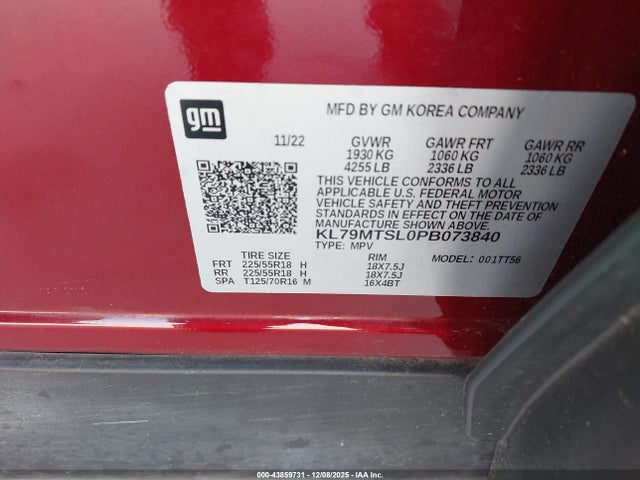 gm
MFD BY GM KOREA COMPANY
11/22 GVWR GAWR FRT GAWR RR
1930 KG 1060 KG 1060 KG
4255 LB 2336 LB 2336 LB
THIS VEHICLE CONFORMS TO ALL
APPLICABLE U.S. FEDERAL MOTOR
VEHICLE SAFETY AND THEFT PREVENTION
STANDARDS IN EFFECT ON THE DATE OF
MANUFACTURE SHOWN ABOVE.
KL79MTSL0PB073840
TYPE: MPV MODEL: 001TT56
TIRE SIZE RIM
FRT 225/55R18 H 18X7.5J
RR 225/55R18 H 18X7.5J
SPA T125/70R16 M 16X4BT
000-43859731 - 12/08/2025 - IAA Inc.